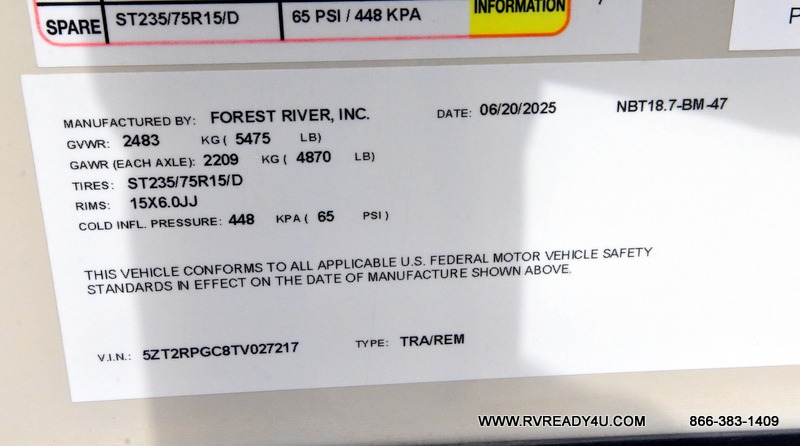 SPARE ST235/75R15/D 65 PSI / 448 KPA INFORMATION
MANUFACTURED BY: FOREST RIVER, INC. DATE: 06/20/2025 NBT18.7-BM-47
GVWR: 2483 KG ( 5475 LB)
GAWR (EACH AXLE): 2209 KG ( 4870 LB)
TIRES: ST235/75R15/D
RIMS: 15X6.0JJ
COLD INFL. PRESSURE: 448 KPA ( 65 PSI )
THIS VEHICLE CONFORMS TO ALL APPLICABLE U.S. FEDERAL MOTOR VEHICLE SAFETY
STANDARDS IN EFFECT ON THE DATE OF MANUFACTURE SHOWN ABOVE.
V.I.N.: 5ZT2RPGC8TV027217 TYPE: TRA/REM
WWW.RVREADY4U.COM 866-383-1409